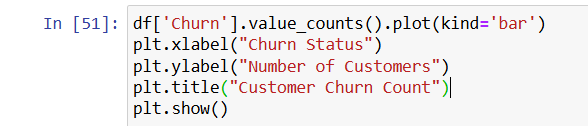 In [51]: df['Churn'].value_counts().plot(kind='bar')
plt.xlabel("Churn Status")
plt.ylabel("Number of Customers")
plt.title("Customer Churn Count")
plt.show()